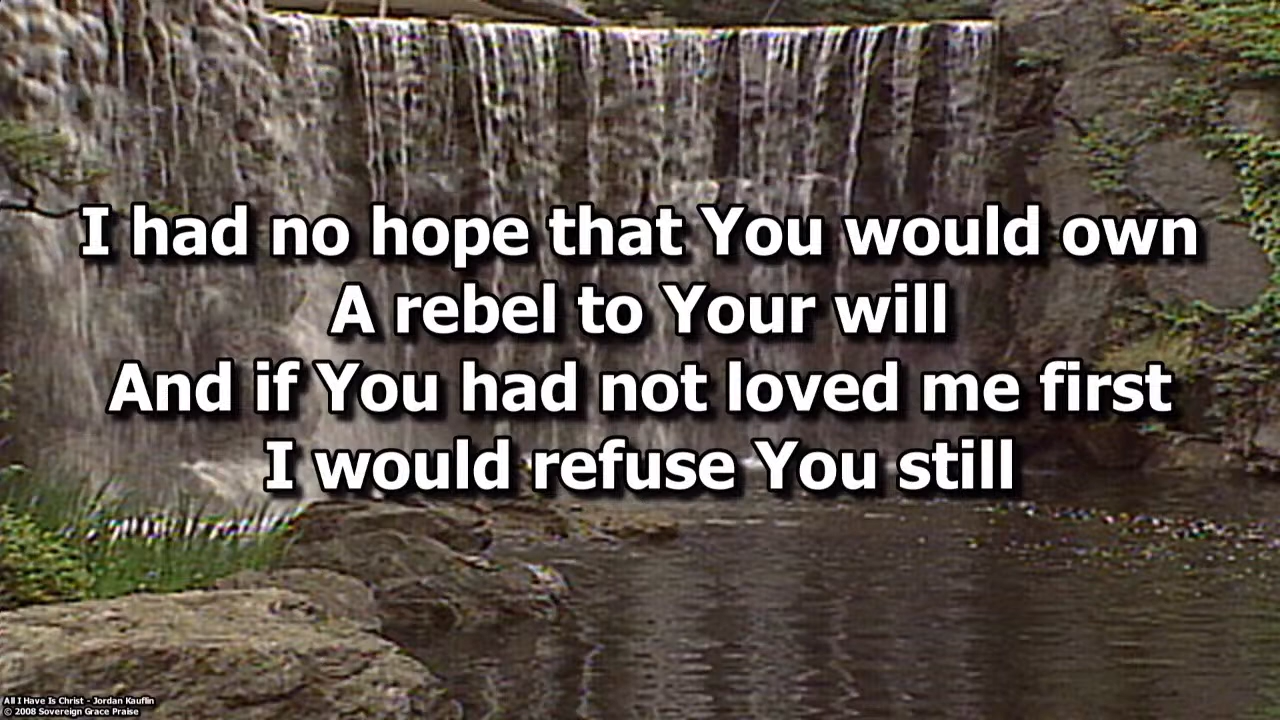 I had no hope that You would own
A rebel to Your will
And if You had not loved me first
I would refuse You still
All I Have Is Christ - Jordan Kauflin
© 2008 Sovereign Grace Praise